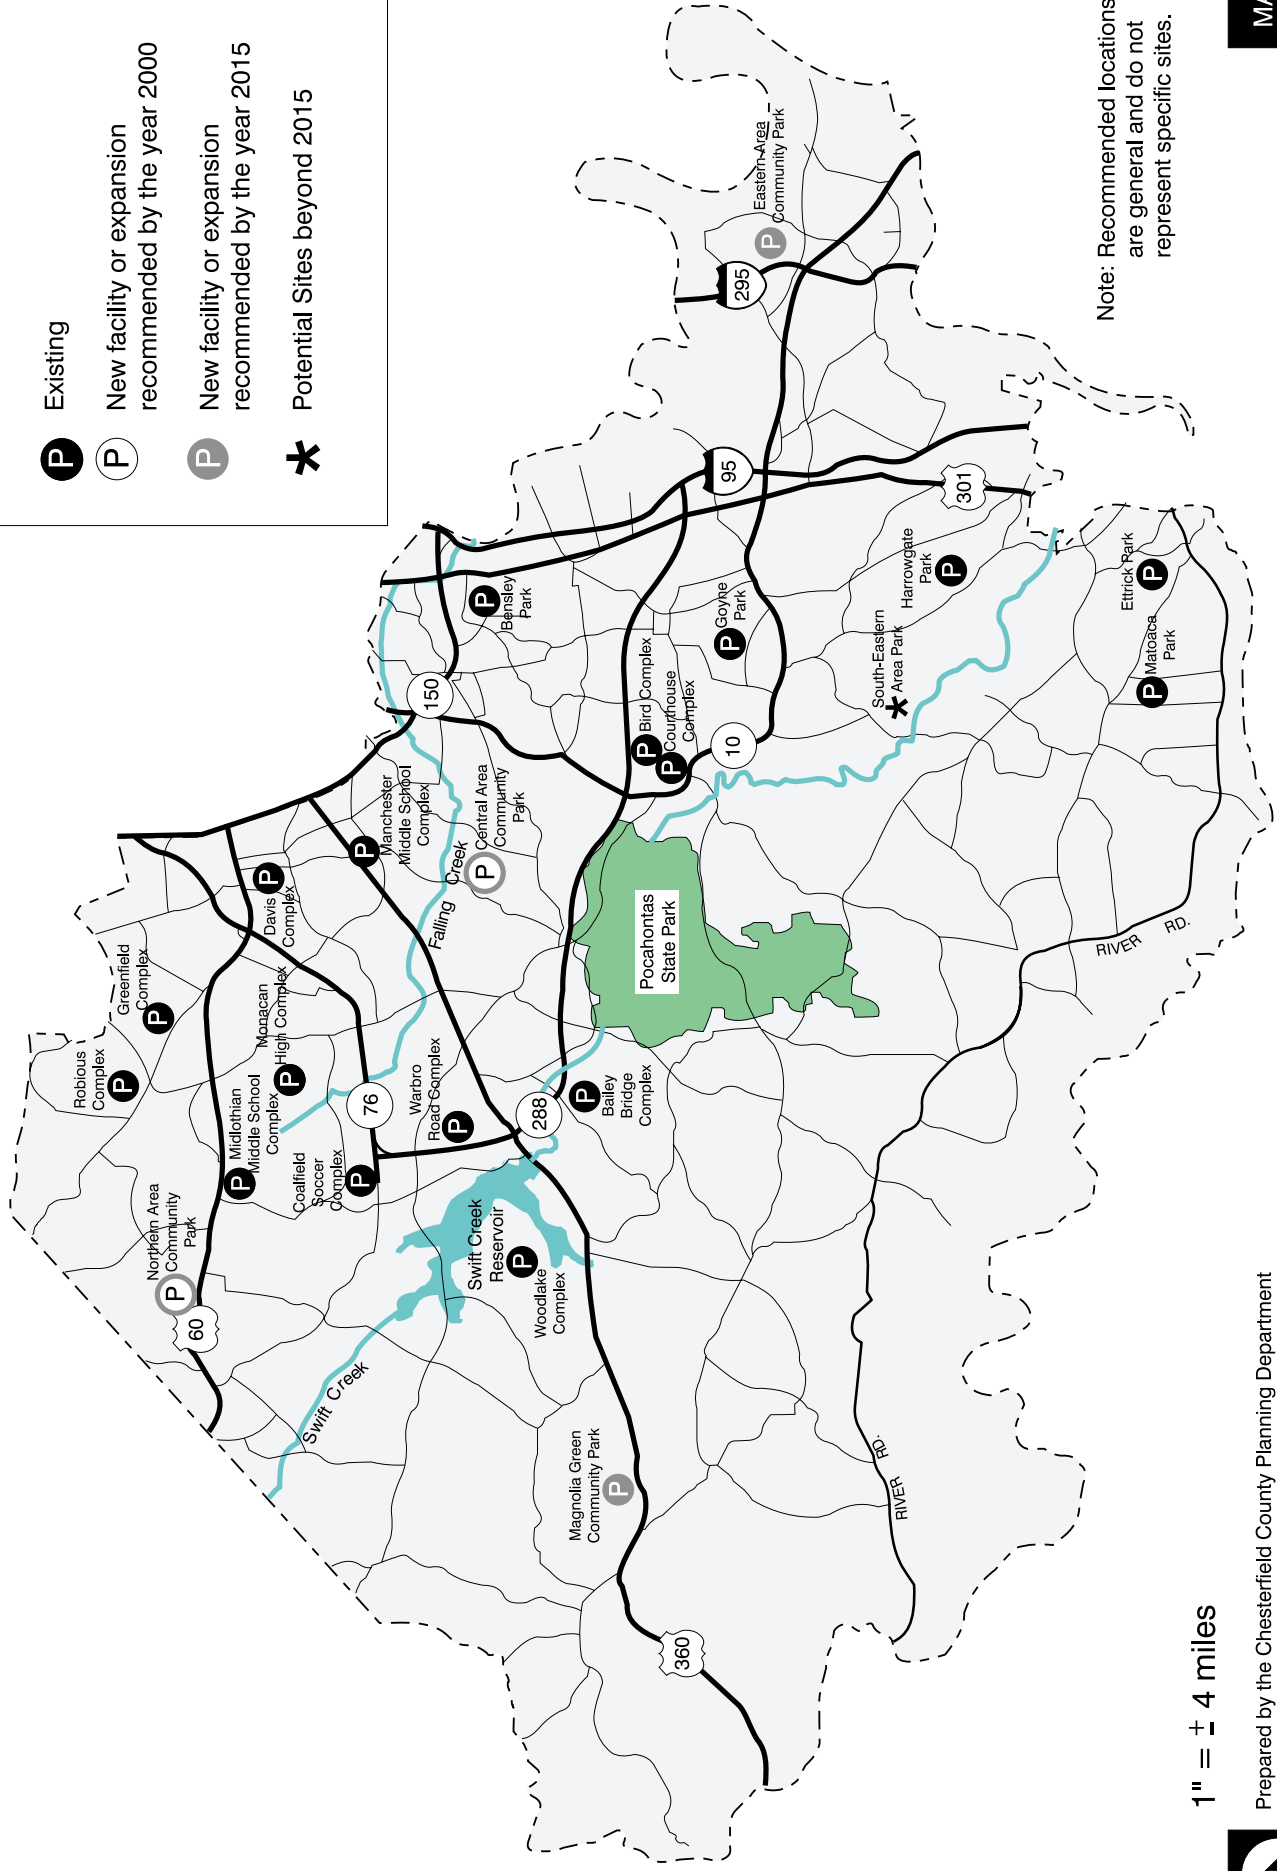 P Existing
P New facility or expansion
recommended by the year 2000
P New facility or expansion
recommended by the year 2015
* Potential Sites beyond 2015
Robious
Complex
P
Greenfield
Complex
P
Northern Area
Community
Park
P
60
Midlothian
Middle School
Complex
P
Monacan
High Complex
P
Davis
Complex
P
Coalfield
Soccer
Complex
P
76
Manchester
Middle School
Complex
P
Warbro
Road Complex
P
Falling Creek
Central Area
Community
Park
P
150
Bensley
Park
P
Swift Creek
Swift Creek
Reservoir
Woodlake
Complex
P
288
Bailey
Bridge
Complex
P
Pocahontas
State Park
Bird Complex
P
Courthouse
Complex
P
Goyne
Park
P
10
95
295
301
Eastern Area
Community Park
P
Magnolia Green
Community Park
P
360
South-Eastern
Area Park
*
Harrowgate
Park
P
Ettrick Park
P
Matoaca
Park
P
RIVER RD.
RIVER RD.
Note: Recommended locations
are general and do not
represent specific sites.
1" = ± 4 miles
Prepared by the Chesterfield County Planning Department